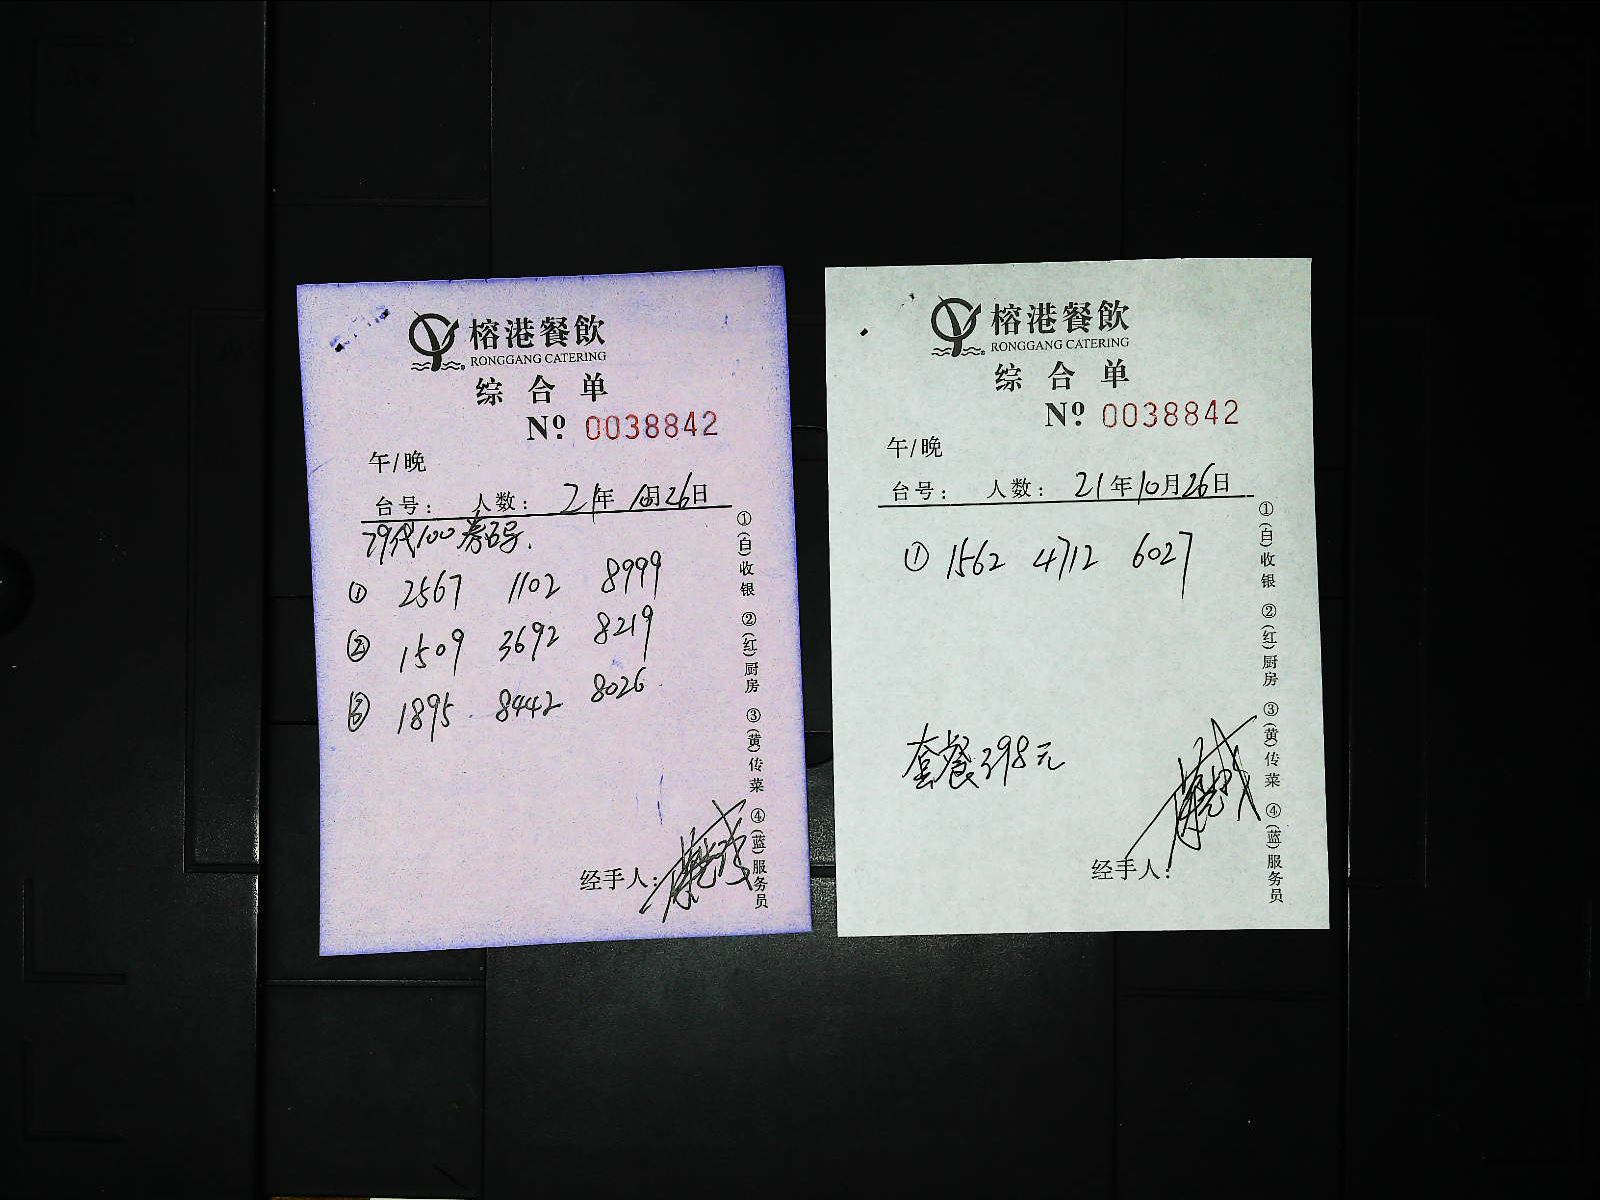 榕港餐飲
RONGGANG CATERING
综合单
Nº 0038842
午/晚
台号： 人数： 21年10月26日
79代100券码.
① 2567 1102 8999
② 1509 3692 8219
③ 1895 8442 8026
经手人：
①(白)收银 ②(红)厨房 ③(黄)传菜 ④(蓝)服务员
榕港餐飲
RONGGANG CATERING
综合单
Nº 0038842
午/晚
台号： 人数： 21年10月26日
① 1562 4712 6027
套餐398元
经手人：
①(白)收银 ②(红)厨房 ③(黄)传菜 ④(蓝)服务员